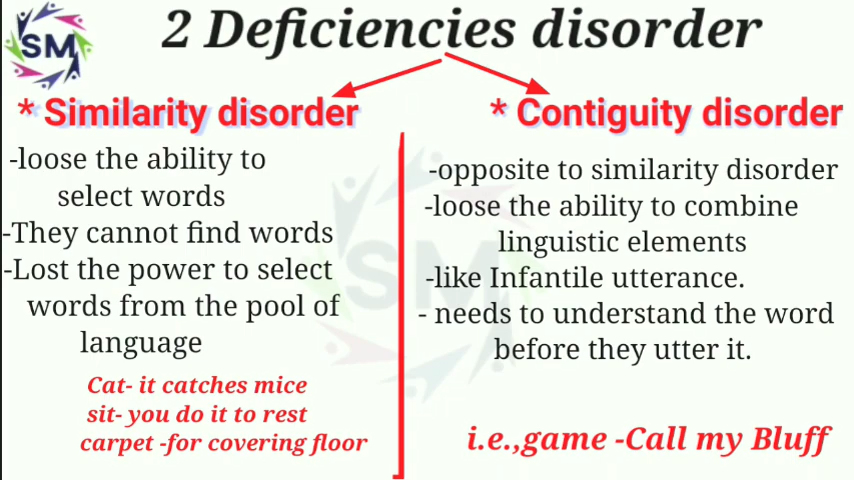 SM
2 Deficiencies disorder
* Similarity disorder
-loose the ability to
select words
-They cannot find words
-Lost the power to select
words from the pool of
language
Cat- it catches mice
sit- you do it to rest
carpet -for covering floor
* Contiguity disorder
-opposite to similarity disorder
-loose the ability to combine
linguistic elements
-like Infantile utterance.
- needs to understand the word
before they utter it.
i.e.,game -Call my Bluff
SM